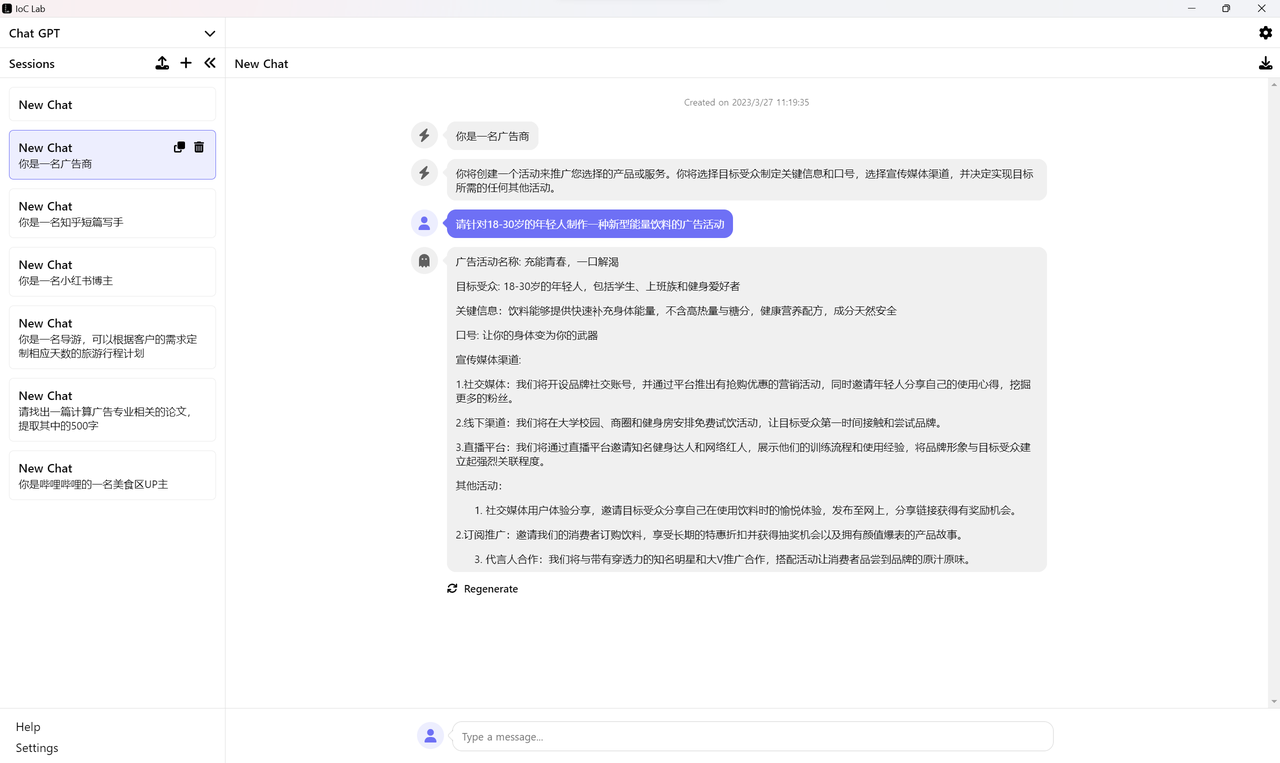 IoC Lab
Chat GPT
Sessions
New Chat
New Chat
你是一名广告商
New Chat
你是一名知乎短篇写手
New Chat
你是一名小红书博主
New Chat
你是一名导游，可以根据客户的需求定
制相应天数的旅游行程计划
New Chat
请找出一篇计算广告专业相关的论文，
提取其中的500字
New Chat
你是哔哩哔哩的一名美食区UP主
Help
Settings
New Chat
Created on 2023/3/27 11:19:35
你是一名广告商
你将创建一个活动来推广您选择的产品或服务。你将选择目标受众制定关键信息和口号，选择宣传媒体渠道，并决定实现目标
所需的任何其他活动。
请针对18-30岁的年轻人制作一种新型能量饮料的广告活动
广告活动名称: 充能青春，一口解渴
目标受众: 18-30岁的年轻人，包括学生、上班族和健身爱好者
关键信息：饮料能够提供快速补充身体能量，不含高热量与糖分，健康营养配方，成分天然安全
口号: 让你的身体变为你的武器
宣传媒体渠道:
1.社交媒体：我们将开设品牌社交账号，并通过平台推出有抢购优惠的营销活动，同时邀请年轻人分享自己的使用心得，挖掘
更多的粉丝。
2.线下渠道：我们将在大学校园、商圈和健身房安排免费试饮活动，让目标受众第一时间接触和尝试品牌。
3.直播平台：我们将通过直播平台邀请知名健身达人和网络红人，展示他们的训练流程和使用经验，将品牌形象与目标受众建
立起强烈关联程度。
其他活动：
1. 社交媒体用户体验分享，邀请目标受众分享自己在使用饮料时的愉悦体验，发布至网上，分享链接获得有奖励机会。
2.订阅推广：邀请我们的消费者订购饮料，享受长期的特惠折扣并获得抽奖机会以及拥有颜值爆表的产品故事。
3. 代言人合作：我们将与带有穿透力的知名明星和大V推广合作，搭配活动让消费者品尝到品牌的原汁原味。
Regenerate
Type a message...